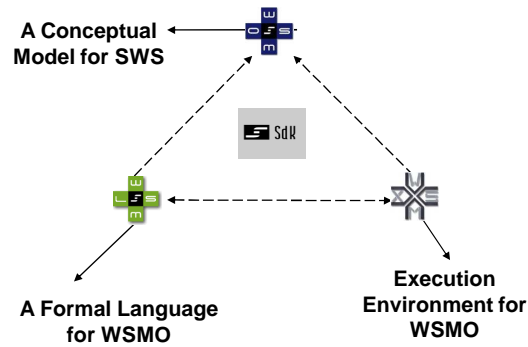 A Conceptual
Model for SWS
W
O S
M
SdK
W
L S
M
W
X S
M
A Formal Language
for WSMO
Execution
Environment for
WSMO